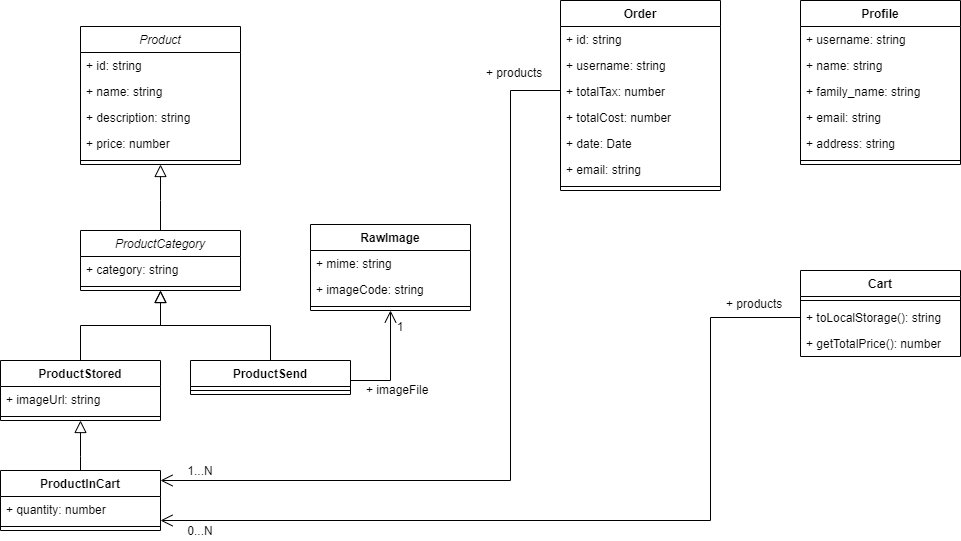 Product
+ id: string
+ name: string
+ description: string
+ price: number
ProductCategory
+ category: string
ProductStored
+ imageUrl: string
ProductSend
ProductInCart
+ quantity: number
RawImage
+ mime: string
+ imageCode: string
1
+ imageFile
Order
+ id: string
+ username: string
+ totalTax: number
+ totalCost: number
+ date: Date
+ email: string
+ products
1...N
Profile
+ username: string
+ name: string
+ family_name: string
+ email: string
+ address: string
Cart
+ toLocalStorage(): string
+ getTotalPrice(): number
+ products
0...N